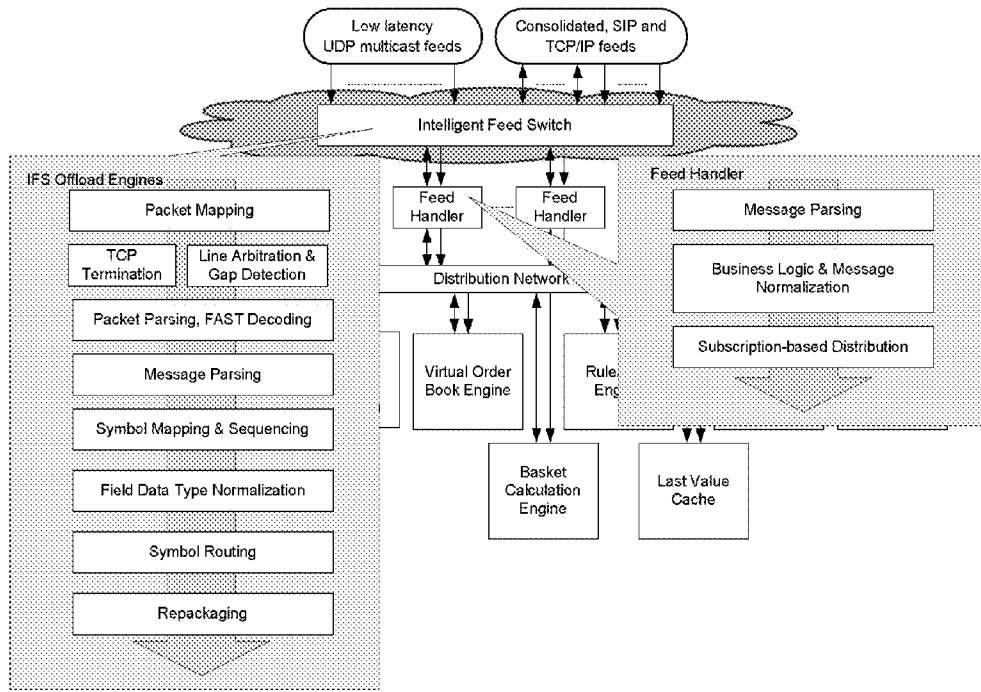 Low latency
UDP multicast feeds
Consolidated, SIP and
TCP/IP feeds
Intelligent Feed Switch
IFS Offload Engines
Packet Mapping
TCP
Termination
Line Arbitration &
Gap Detection
Packet Parsing, FAST Decoding
Message Parsing
Symbol Mapping & Sequencing
Field Data Type Normalization
Symbol Routing
Repackaging
Feed
Handler
Feed
Handler
Distribution Network
Virtual Order
Book Engine
Basket
Calculation
Engine
Last Value
Cache
Feed Handler
Message Parsing
Business Logic & Message
Normalization
Subscription-based Distribution